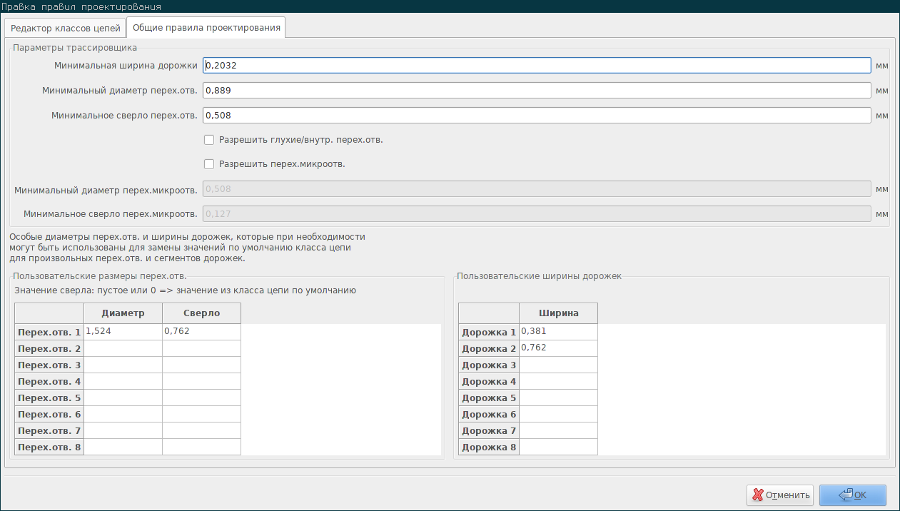 Правка правил проектирования
Редактор классов цепей
Общие правила проектирования
Параметры трассировщика
Минимальная ширина дорожки 0,2032 мм
Минимальный диаметр перех.отв. 0,889 мм
Минимальное сверло перех.отв. 0,508 мм
Разрешить глухие/внутр. перех.отв.
Разрешить перех.микроотв.
Минимальный диаметр перех.микроотв. 0,508 мм
Минимальное сверло перех.микроотв. 0,127 мм
Особые диаметры перех.отв. и ширины дорожек, которые при необходимости
могут быть использованы для замены значений по умолчанию класса цепи
для произвольных перех.отв. и сегментов дорожек.
Пользовательские размеры перех.отв.
Значение сверла: пустое или 0 => значение из класса цепи по умолчанию
Диаметр Сверло
Перех.отв. 1 1,524 0,762
Перех.отв. 2
Перех.отв. 3
Перех.отв. 4
Перех.отв. 5
Перех.отв. 6
Перех.отв. 7
Перех.отв. 8
Пользовательские ширины дорожек
Ширина
Дорожка 1 0,381
Дорожка 2 0,762
Дорожка 3
Дорожка 4
Дорожка 5
Дорожка 6
Дорожка 7
Дорожка 8
Отменить
OK